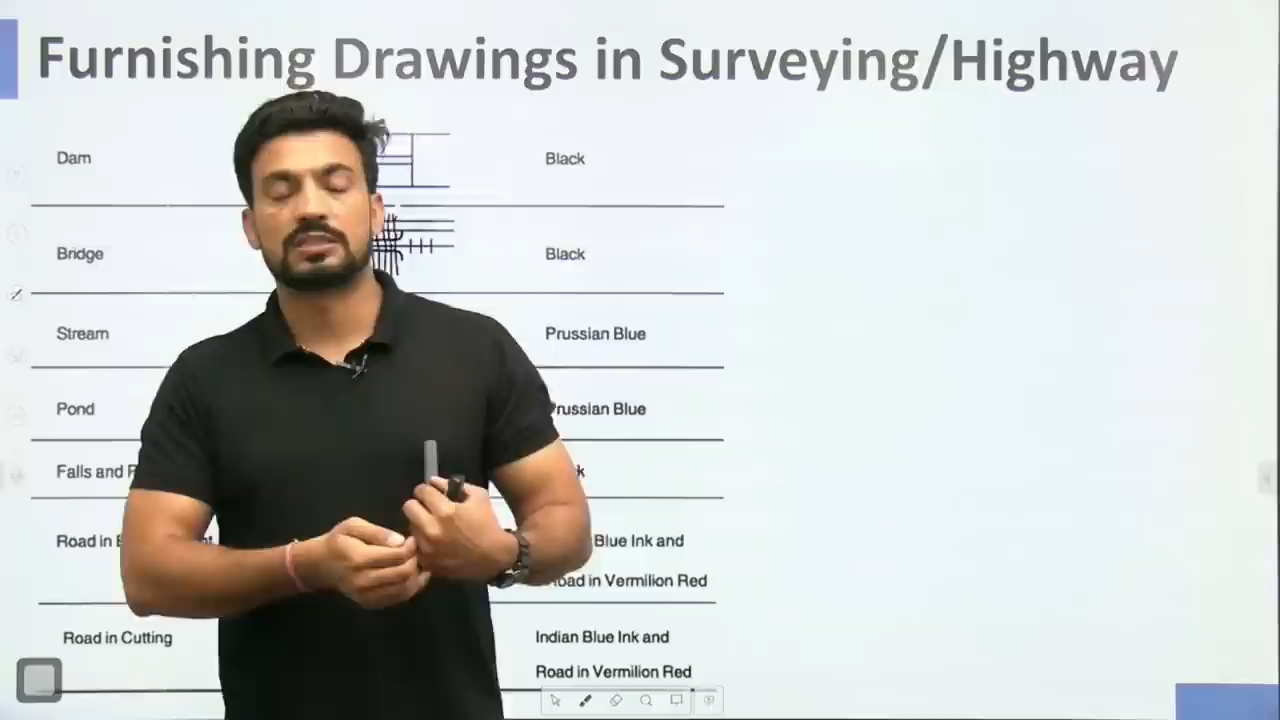 Furnishing Drawings in Surveying/Highway
Dam Black
Bridge Black
Stream Prussian Blue
Pond Prussian Blue
Falls and
Road in
Blue Ink and
Road in Vermilion Red
Road in Cutting Indian Blue Ink and
Road in Vermilion Red